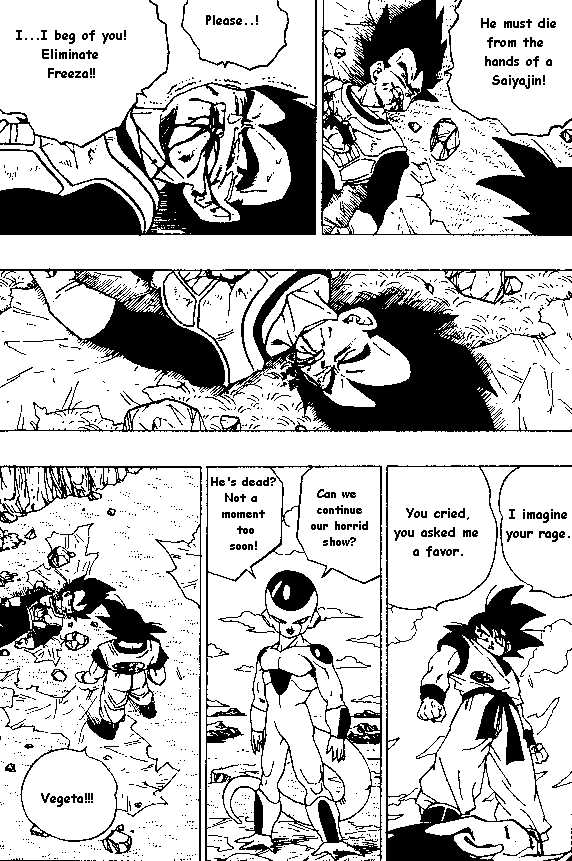 I...I beg of you!
Eliminate
Freeza!!
Please..!
He must die
from the
hands of a
Saiyajin!
Vegeta!!!
He's dead?
Not a
moment
too
soon!
Can we
continue
our horrid
show?
You cried,
you asked me
a favor.
I imagine
your rage.